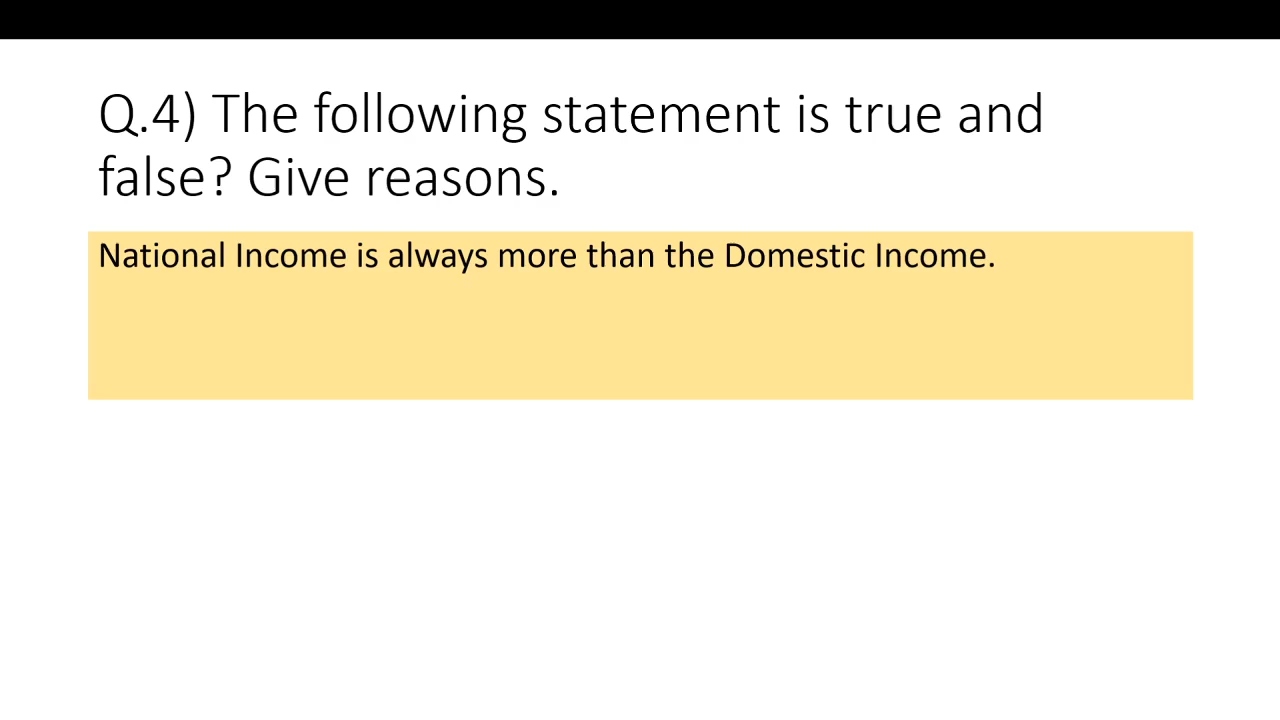 Q.4) The following statement is true and
false? Give reasons.
National Income is always more than the Domestic Income.